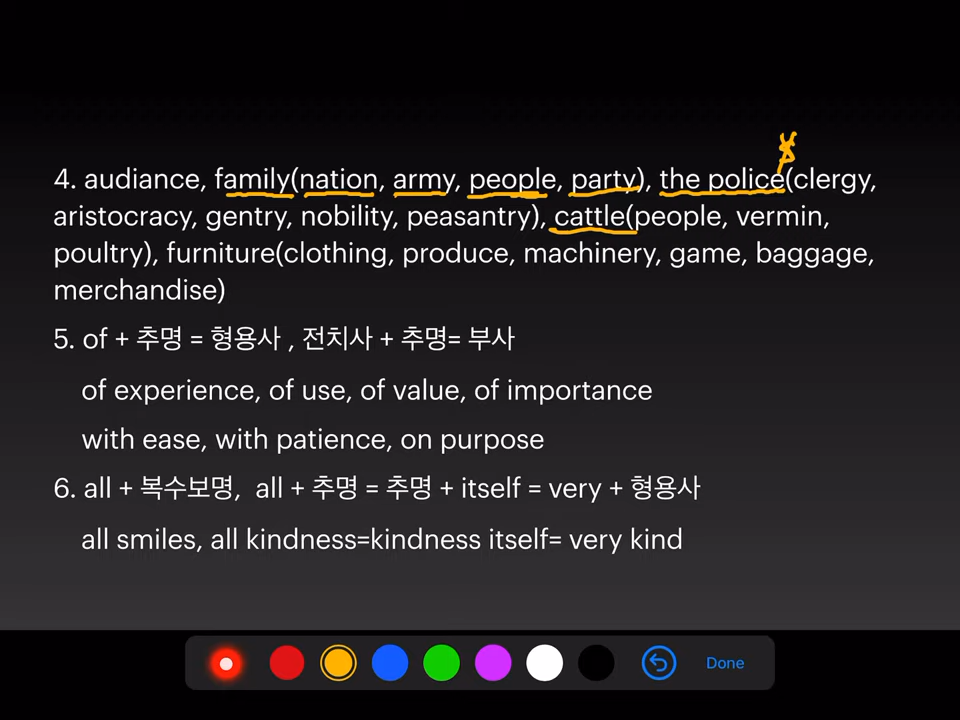 4. audiance, family(nation, army, people, party), the police(clergy,
aristocracy, gentry, nobility, peasantry), cattle(people, vermin,
poultry), furniture(clothing, produce, machinery, game, baggage,
merchandise)
5. of + 추명 = 형용사 , 전치사 + 추명= 부사
of experience, of use, of value, of importance
with ease, with patience, on purpose
6. all + 복수보명, all + 추명 = 추명 + itself = very + 형용사
all smiles, all kindness=kindness itself= very kind
Done